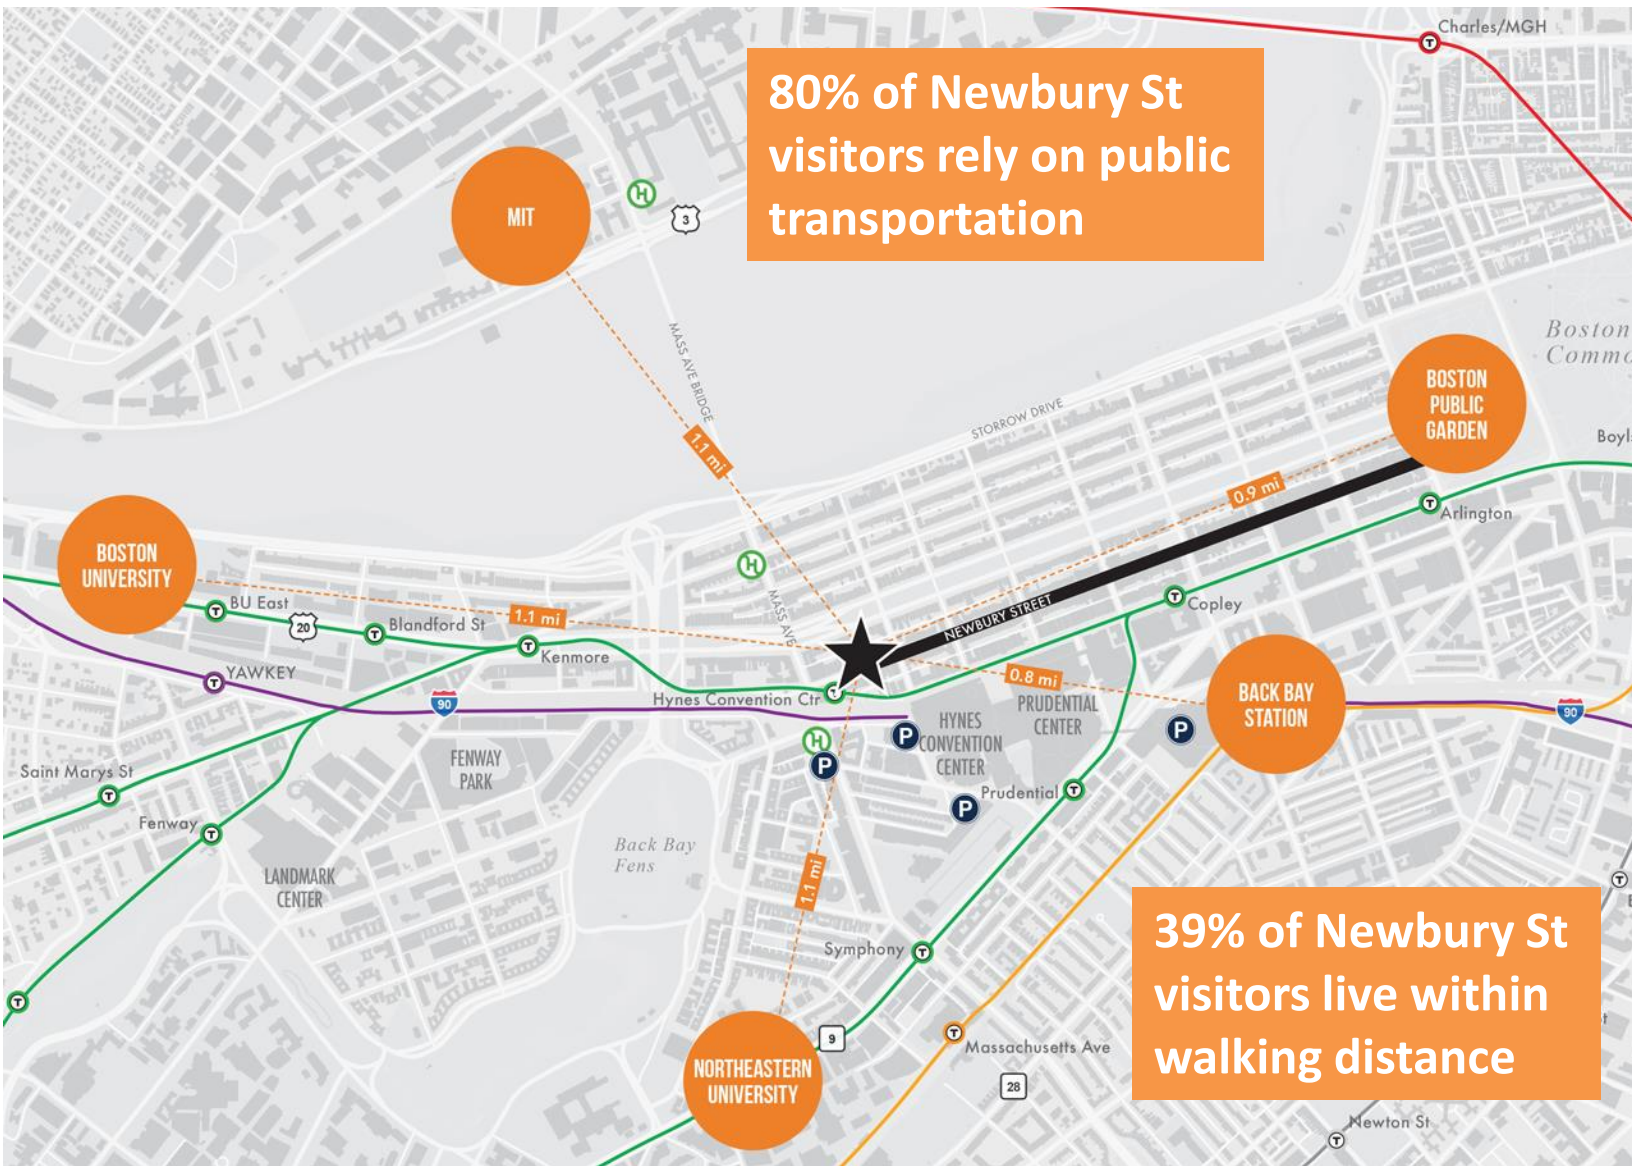 Charles/MGH
80% of Newbury St
visitors rely on public
transportation
MIT
H
3
MASS AVE BRIDGE
Boston
STORROW DRIVE
BOSTON
PUBLIC
GARDEN
1.1 mi
0.9 mi
T
Arlington
BOSTON
UNIVERSITY
H
MASS AVE
T
BU East
20
T
Blandford St
1.1 mi
T
Kenmore
NEWBURY STREET
T
Copley
T
YAWKEY
90
Hynes Convention Ctr
T
0.8 mi
PRUDENTIAL
CENTER
BACK BAY
STATION
90
HYNES
CONVENTION
CENTER
P
P
H
P
P
FENWAY
PARK
Saint Marys St
T
Prudential
T
Fenway
T
Back Bay
Fens
LANDMARK
CENTER
1.1 mi
T
39% of Newbury St
visitors live within
walking distance
Symphony
T
T
9
T
Massachusetts Ave
28
NORTHEASTERN
UNIVERSITY
Newton St
T
T